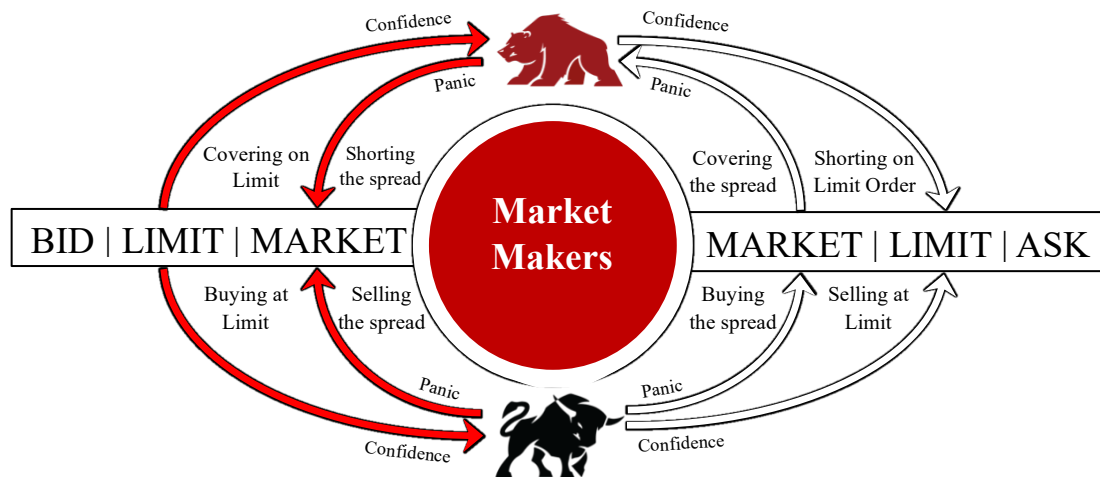 Confidence
Confidence
Panic
Panic
Covering on
Limit
Shorting
the spread
Covering
the spread
Shorting on
Limit Order
Market
Makers
BID | LIMIT | MARKET
MARKET | LIMIT | ASK
Buying at
Limit
Selling
the spread
Buying
the spread
Selling at
Limit
Panic
Panic
Confidence
Confidence